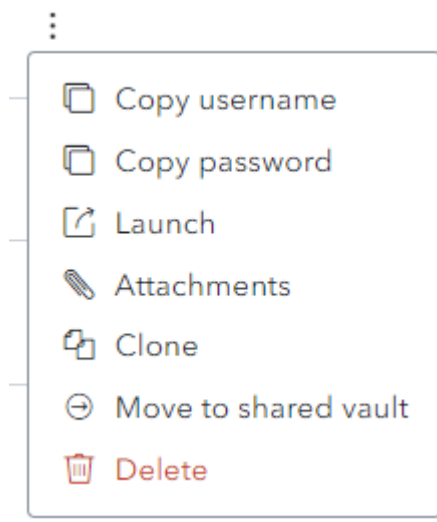 Copy username
Copy password
Launch
Attachments
Clone
Move to shared vault
Delete